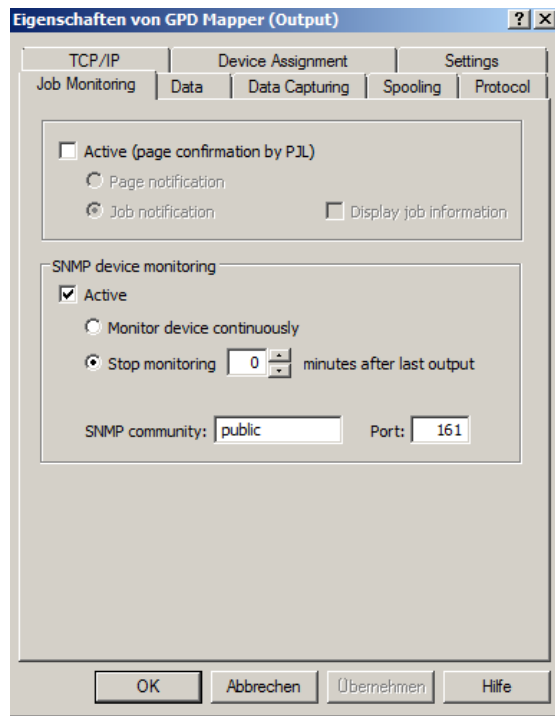 Eigenschaften von GPD Mapper (Output)
TCP/IP Device Assignment Settings
Job Monitoring Data Data Capturing Spooling Protocol
Active (page confirmation by PJL)
Page notification
Job notification Display job information
SNMP device monitoring
Active
Monitor device continuously
Stop monitoring 0 minutes after last output
SNMP community: public Port: 161
OK Abbrechen Übernehmen Hilfe